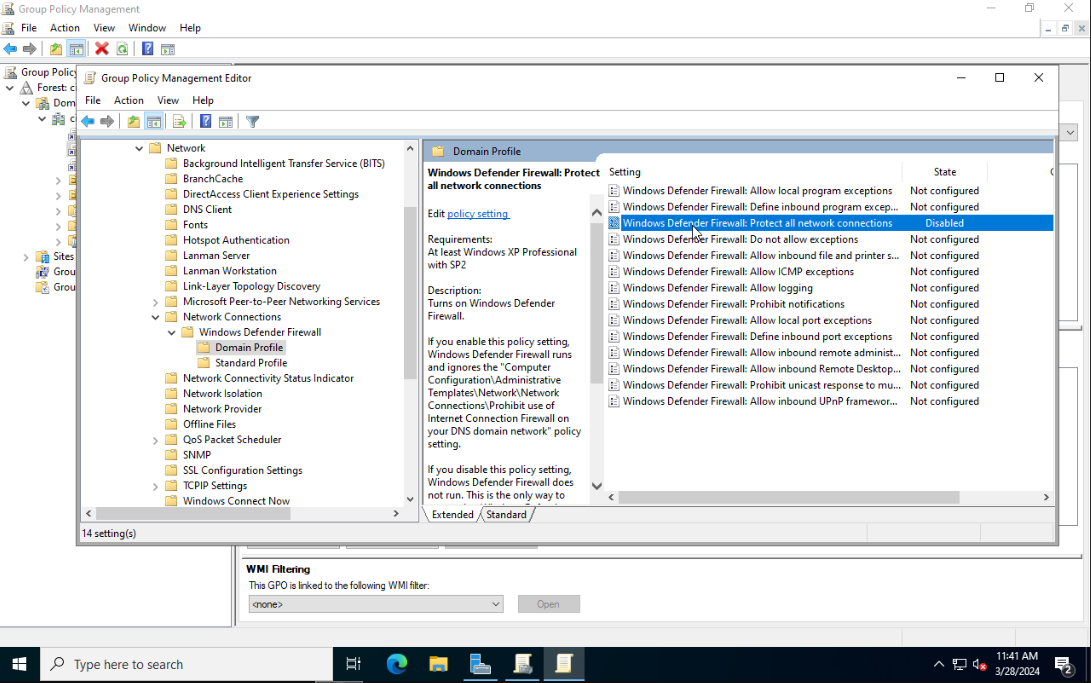 Group Policy Management
File Action View Window Help
Group Policy
Forest: c
Dom
c
Sites
Grou
Grou
Group Policy Management Editor
File Action View Help
Network
Background Intelligent Transfer Service (BITS)
BranchCache
DirectAccess Client Experience Settings
DNS Client
Fonts
Hotspot Authentication
Lanman Server
Lanman Workstation
Link-Layer Topology Discovery
Microsoft Peer-to-Peer Networking Services
Network Connections
Windows Defender Firewall
Domain Profile
Standard Profile
Network Connectivity Status Indicator
Network Isolation
Network Provider
Offline Files
QoS Packet Scheduler
SNMP
SSL Configuration Settings
TCPIP Settings
Windows Connect Now
Domain Profile
Windows Defender Firewall: Protect
all network connections
Edit policy setting
Requirements:
At least Windows XP Professional
with SP2
Description:
Turns on Windows Defender
Firewall.
If you enable this policy setting,
Windows Defender Firewall runs
and ignores the "Computer
Configuration\Administrative
Templates\Network\Network
Connections\Prohibit use of
Internet Connection Firewall on
your DNS domain network" policy
setting.
If you disable this policy setting,
Windows Defender Firewall does
not run. This is the only way to
Setting State
Windows Defender Firewall: Allow local program exceptions Not configured
Windows Defender Firewall: Define inbound program excep... Not configured
Windows Defender Firewall: Protect all network connections Disabled
Windows Defender Firewall: Do not allow exceptions Not configured
Windows Defender Firewall: Allow inbound file and printer s... Not configured
Windows Defender Firewall: Allow ICMP exceptions Not configured
Windows Defender Firewall: Allow logging Not configured
Windows Defender Firewall: Prohibit notifications Not configured
Windows Defender Firewall: Allow local port exceptions Not configured
Windows Defender Firewall: Define inbound port exceptions Not configured
Windows Defender Firewall: Allow inbound remote administ... Not configured
Windows Defender Firewall: Allow inbound Remote Desktop... Not configured
Windows Defender Firewall: Prohibit unicast response to mu... Not configured
Windows Defender Firewall: Allow inbound UPnP framewor... Not configured
Extended Standard
14 setting(s)
WMI Filtering
This GPO is linked to the following WMI filter:
<none> Open
Type here to search
11:41 AM
3/28/2024
2